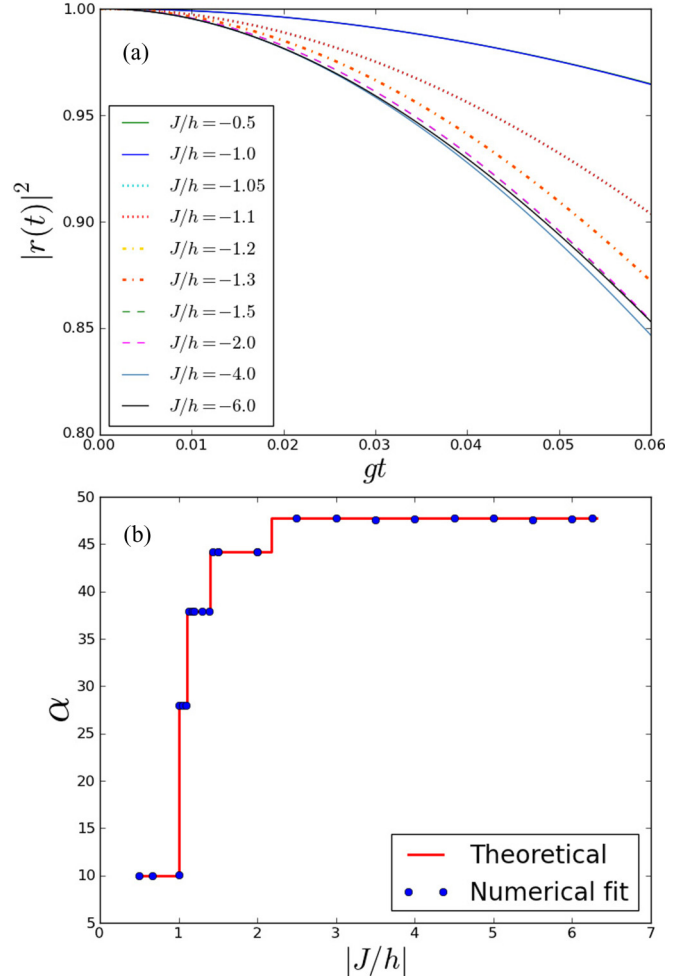 1.00
(a)
0.95
0.90
0.85
0.80
|r(t)|²
J/h = −0.5
J/h = −1.0
J/h = −1.05
J/h = −1.1
J/h = −1.2
J/h = −1.3
J/h = −1.5
J/h = −2.0
J/h = −4.0
J/h = −6.0
0.00 0.01 0.02 0.03 0.04 0.05 0.06
gt
50
(b)
45
40
35
30
25
20
15
10
5
α
Theoretical
Numerical fit
0 1 2 3 4 5 6 7
|J/h|